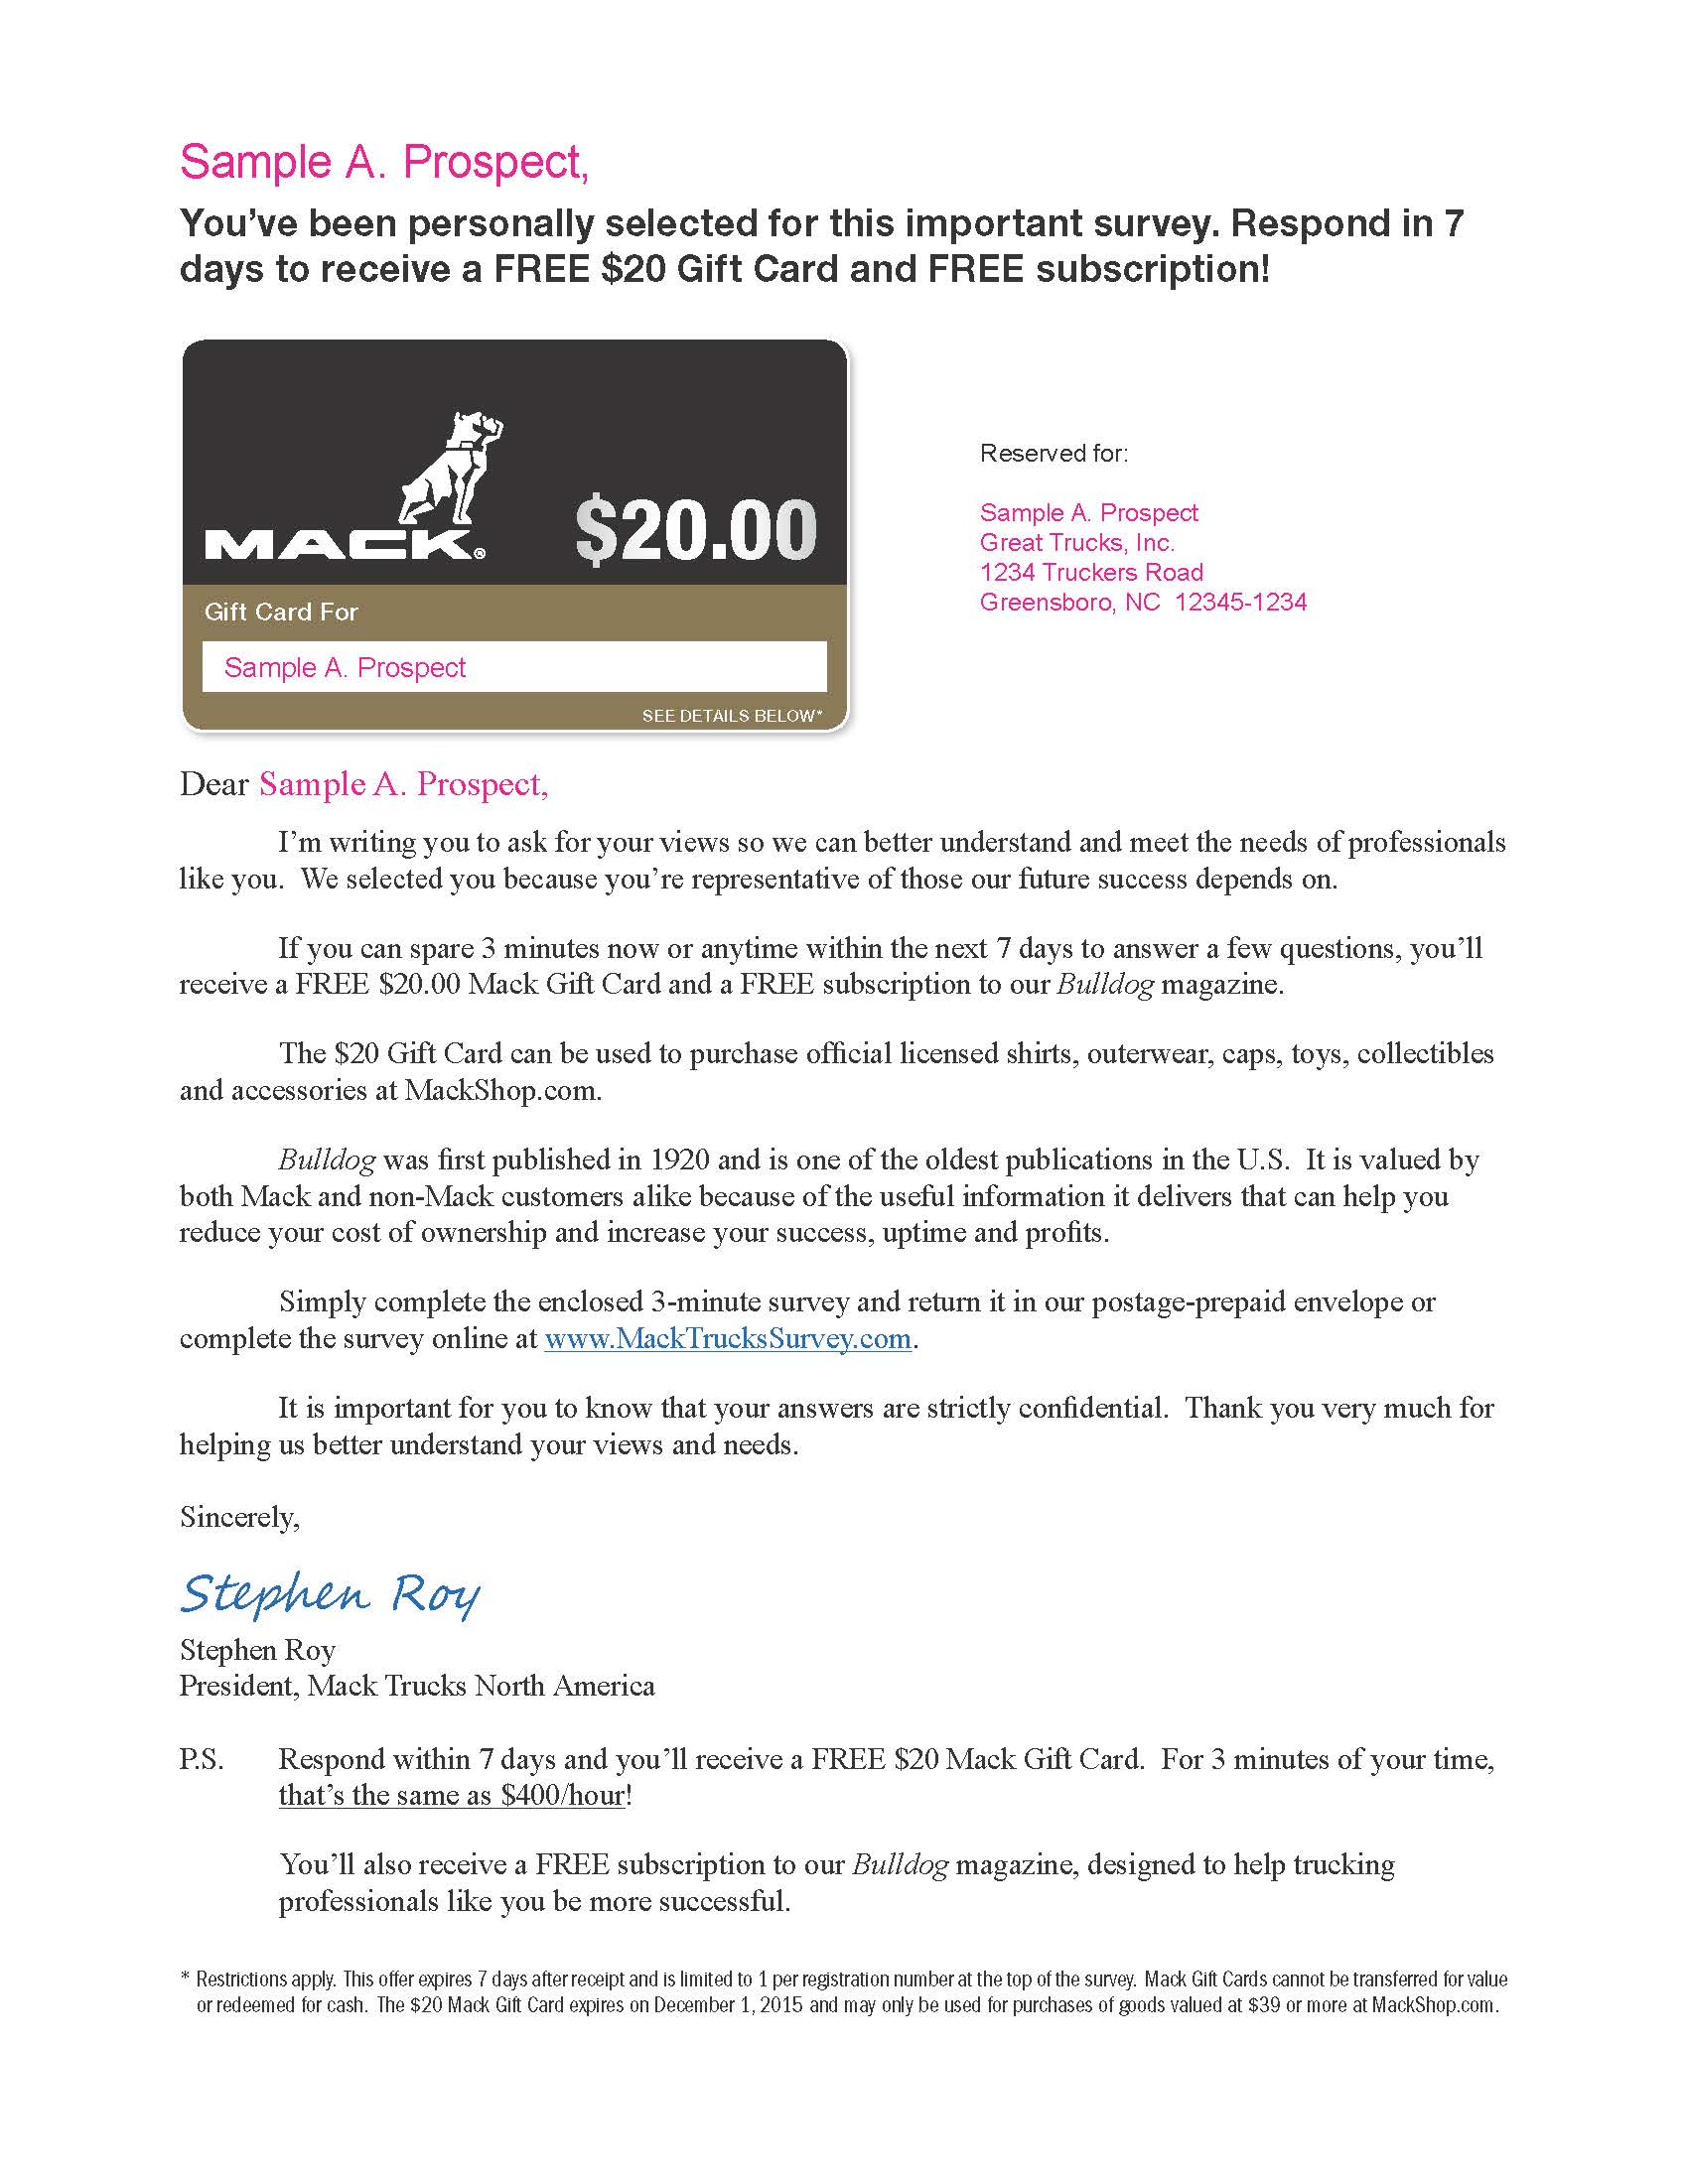 Sample A. Prospect,
You’ve been personally selected for this important survey. Respond in 7
days to receive a FREE $20 Gift Card and FREE subscription!
MACK®
$20.00
Gift Card For
Sample A. Prospect
SEE DETAILS BELOW*
Reserved for:
Sample A. Prospect
Great Trucks, Inc.
1234 Truckers Road
Greensboro, NC  12345-1234
Dear Sample A. Prospect,
I’m writing you to ask for your views so we can better understand and meet the needs of professionals
like you.  We selected you because you’re representative of those our future success depends on.
If you can spare 3 minutes now or anytime within the next 7 days to answer a few questions, you’ll
receive a FREE $20.00 Mack Gift Card and a FREE subscription to our Bulldog magazine.
The $20 Gift Card can be used to purchase official licensed shirts, outerwear, caps, toys, collectibles
and accessories at MackShop.com.
Bulldog was first published in 1920 and is one of the oldest publications in the U.S.  It is valued by
both Mack and non-Mack customers alike because of the useful information it delivers that can help you
reduce your cost of ownership and increase your success, uptime and profits.
Simply complete the enclosed 3-minute survey and return it in our postage-prepaid envelope or
complete the survey online at www.MackTrucksSurvey.com.
It is important for you to know that your answers are strictly confidential.  Thank you very much for
helping us better understand your views and needs.
Sincerely,
Stephen Roy
Stephen Roy
President, Mack Trucks North America
P.S. Respond within 7 days and you’ll receive a FREE $20 Mack Gift Card.  For 3 minutes of your time,
that’s the same as $400/hour!
You’ll also receive a FREE subscription to our Bulldog magazine, designed to help trucking
professionals like you be more successful.
* Restrictions apply. This offer expires 7 days after receipt and is limited to 1 per registration number at the top of the survey.  Mack Gift Cards cannot be transferred for value
or redeemed for cash.  The $20 Mack Gift Card expires on December 1, 2015 and may only be used for purchases of goods valued at $39 or more at MackShop.com.